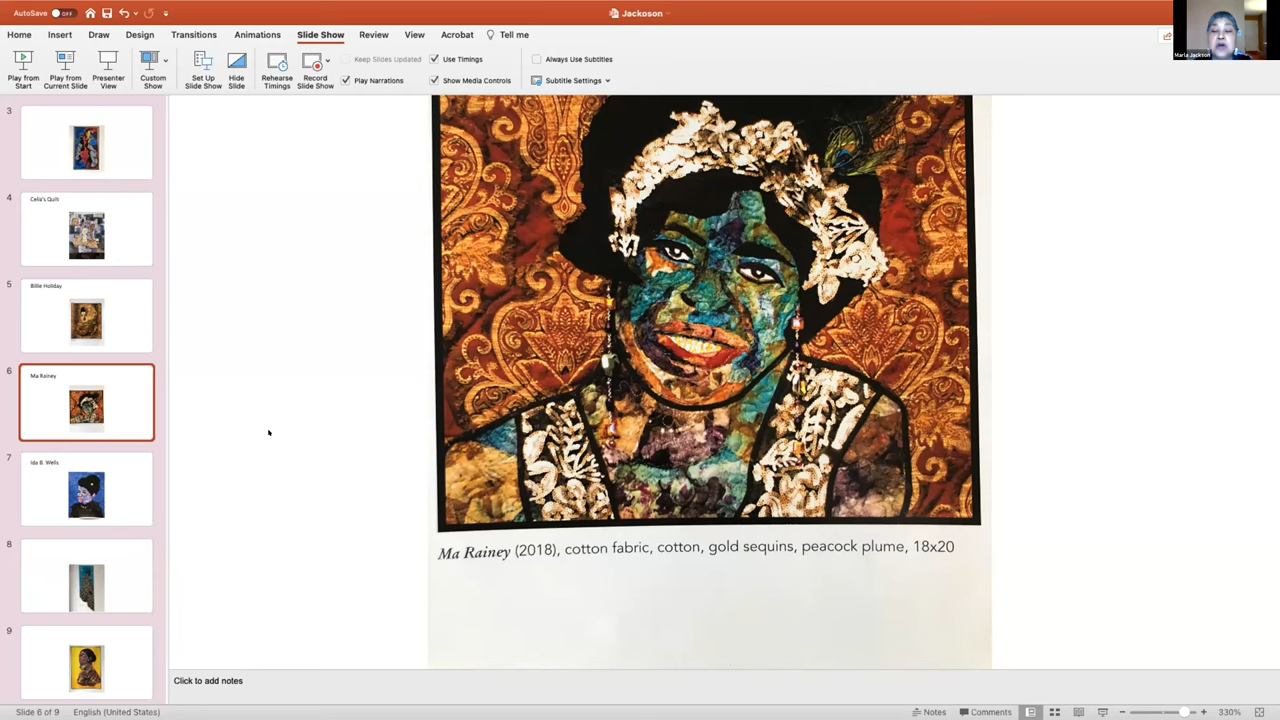 AutoSave OFF
Jackoson
Home Insert Draw Design Transitions Animations Slide Show Review View Acrobat Tell me
Play from Start
Play from Current Slide
Presenter View
Custom Show
Set Up Slide Show
Hide Slide
Rehearse Timings
Record Slide Show
Keep Slides Updated
Use Timings
Always Use Subtitles
Play Narrations
Show Media Controls
Subtitle Settings
Marla Jackson
3
4
Celia's Quilt
5
Billie Holiday
6
Ma Rainey
7
Ida B. Wells
8
9
Ma Rainey (2018), cotton fabric, cotton, gold sequins, peacock plume, 18x20
Click to add notes
Slide 6 of 9 English (United States) Notes Comments 330%